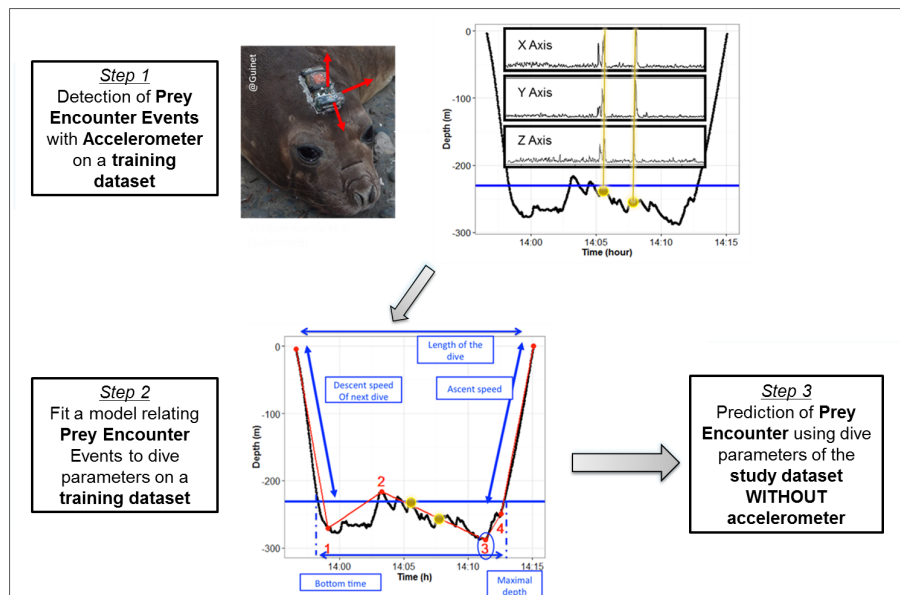 Step 1
Detection of Prey
Encounter Events
with Accelerometer
on a training
dataset
@Guinet
X Axis
Y Axis
Z Axis
Depth (m)
0
-100
-200
-300
14:00
14:05
14:10
14:15
Time (hour)
Step 2
Fit a model relating
Prey Encounter
Events to dive
parameters on a
training dataset
Length of the
dive
Descent speed
Of next dive
Ascent speed
Depth (m)
0
-100
-200
-300
1
2
3
4
14:00
14:05
14:10
14:15
Time (h)
Bottom time
Maximal
depth
Step 3
Prediction of Prey
Encounter using dive
parameters of the
study dataset
WITHOUT
accelerometer